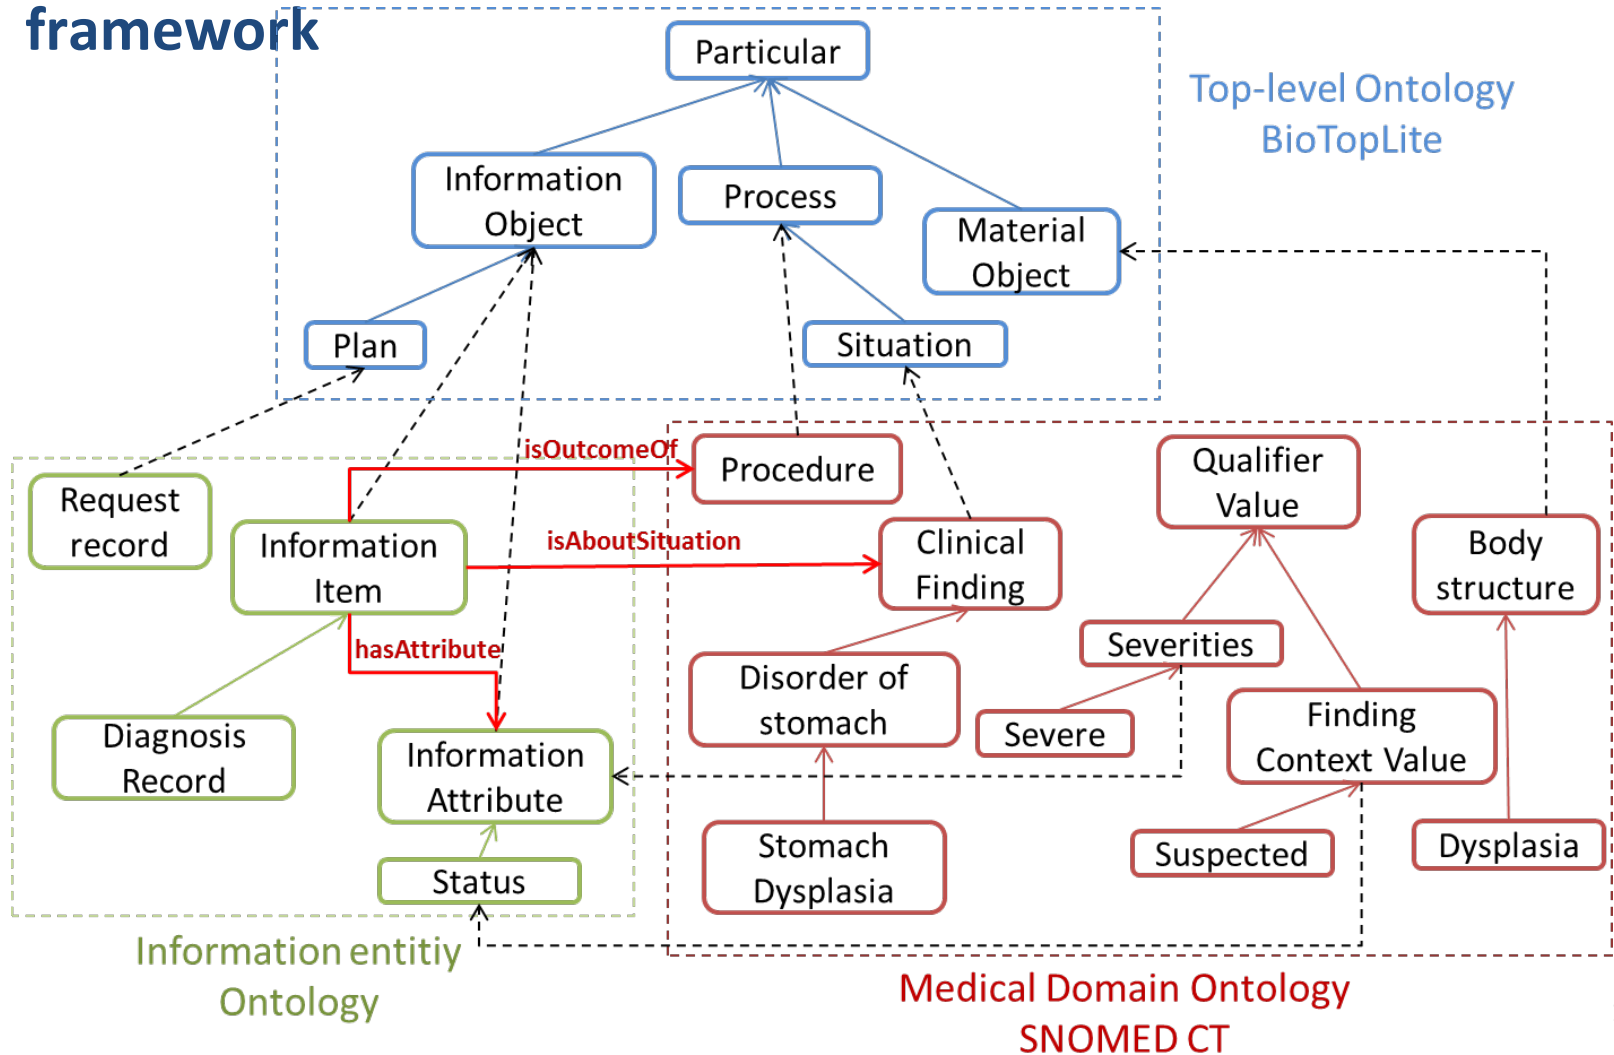 framework
Particular
Top-level Ontology
BioTopLite
Information
Object
Process
Material
Object
Plan
Situation
isOutcomeOf
Procedure
Qualifier
Value
Request
record
Information
Item
isAboutSituation
Clinical
Finding
Body
structure
hasAttribute
Severities
Disorder of
stomach
Severe
Finding
Context Value
Diagnosis
Record
Information
Attribute
Stomach
Dysplasia
Suspected
Dysplasia
Status
Information entitiy
Ontology
Medical Domain Ontology
SNOMED CT